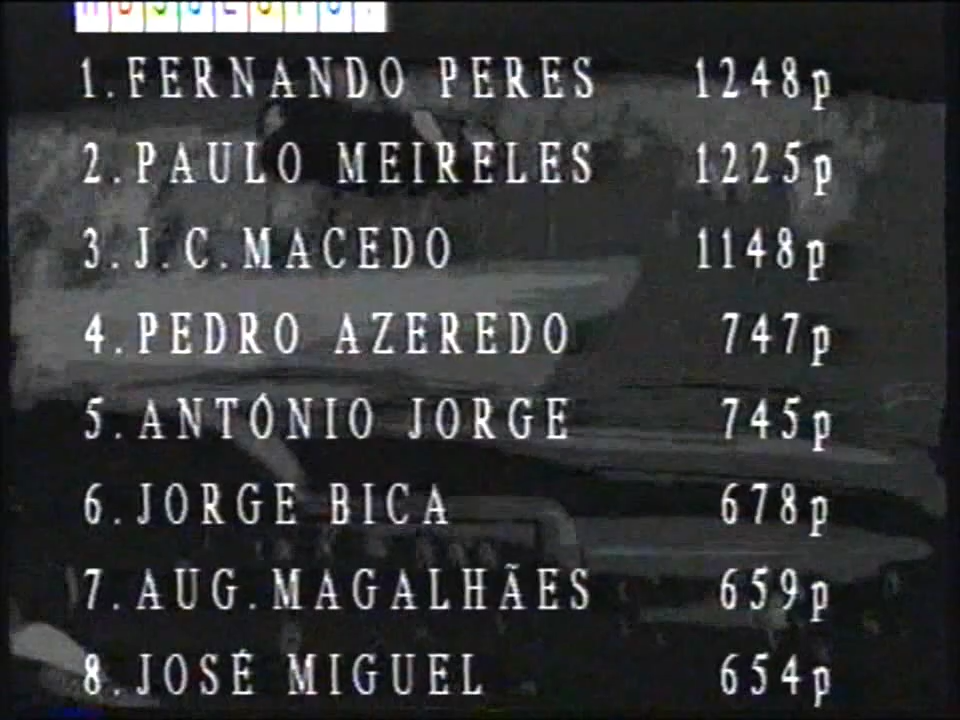 1.FERNANDO PERES 1248p
2.PAULO MEIRELES 1225p
3.J.C.MACEDO 1148p
4.PEDRO AZEREDO 747p
5.ANTÓNIO JORGE 745p
6.JORGE BICA 678p
7.AUG.MAGALHÃES 659p
8.JOSÉ MIGUEL 654p